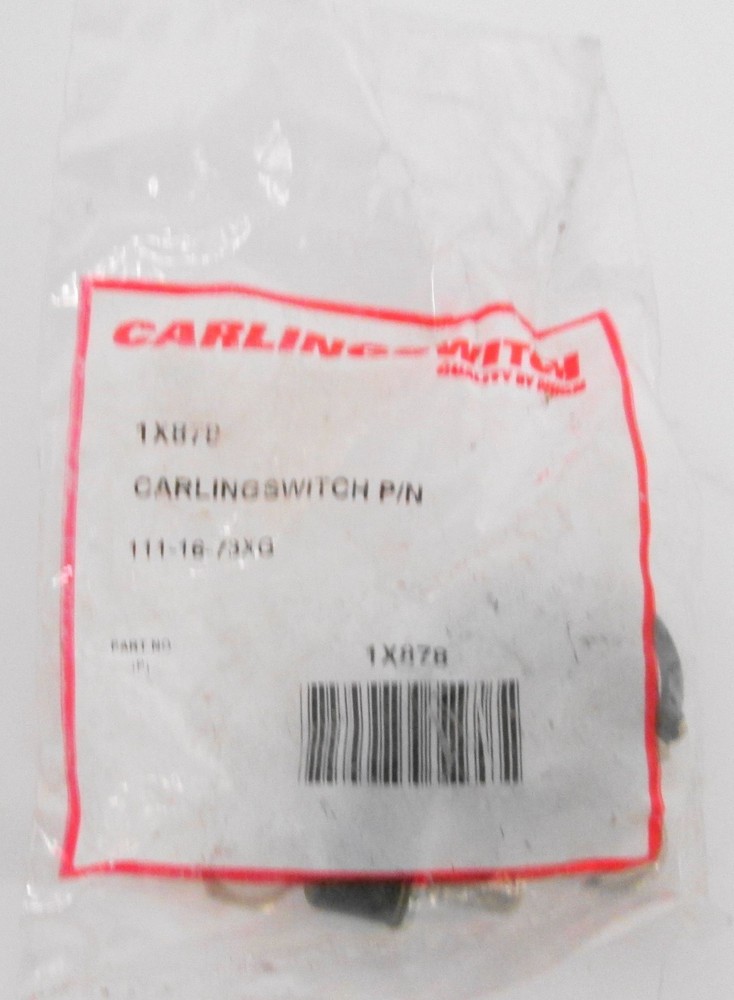 CARLINGSWITCH
QUALITY BY DESIGN
1X878
CARLINGSWITCH P/N
111-16-73XG
PART NO
(P)
1X878